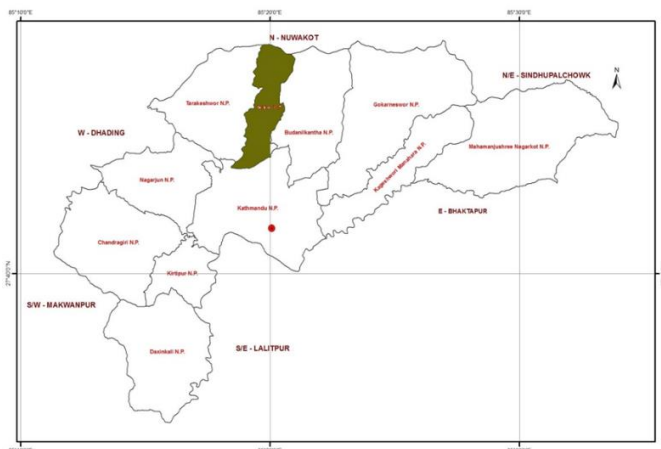 85°10'0"E 85°20'0"E 85°30'0"E
N - NUWAKOT
N/E - SINDHUPALCHOWK
N
Tarakeshwor N.P.
Gokarneswor N.P.
Budanilkantha N.P.
W - DHADING
Mahamanjushree Nagarkot N.P.
Kageshwori Manahara N.P.
Nagarjun N.P.
Kathmandu N.P.
E - BHAKTAPUR
Chandragiri N.P.
Kirtipur N.P.
27°40'0"N
S/W - MAKWANPUR
S/E - LALITPUR
Daxinkali N.P.